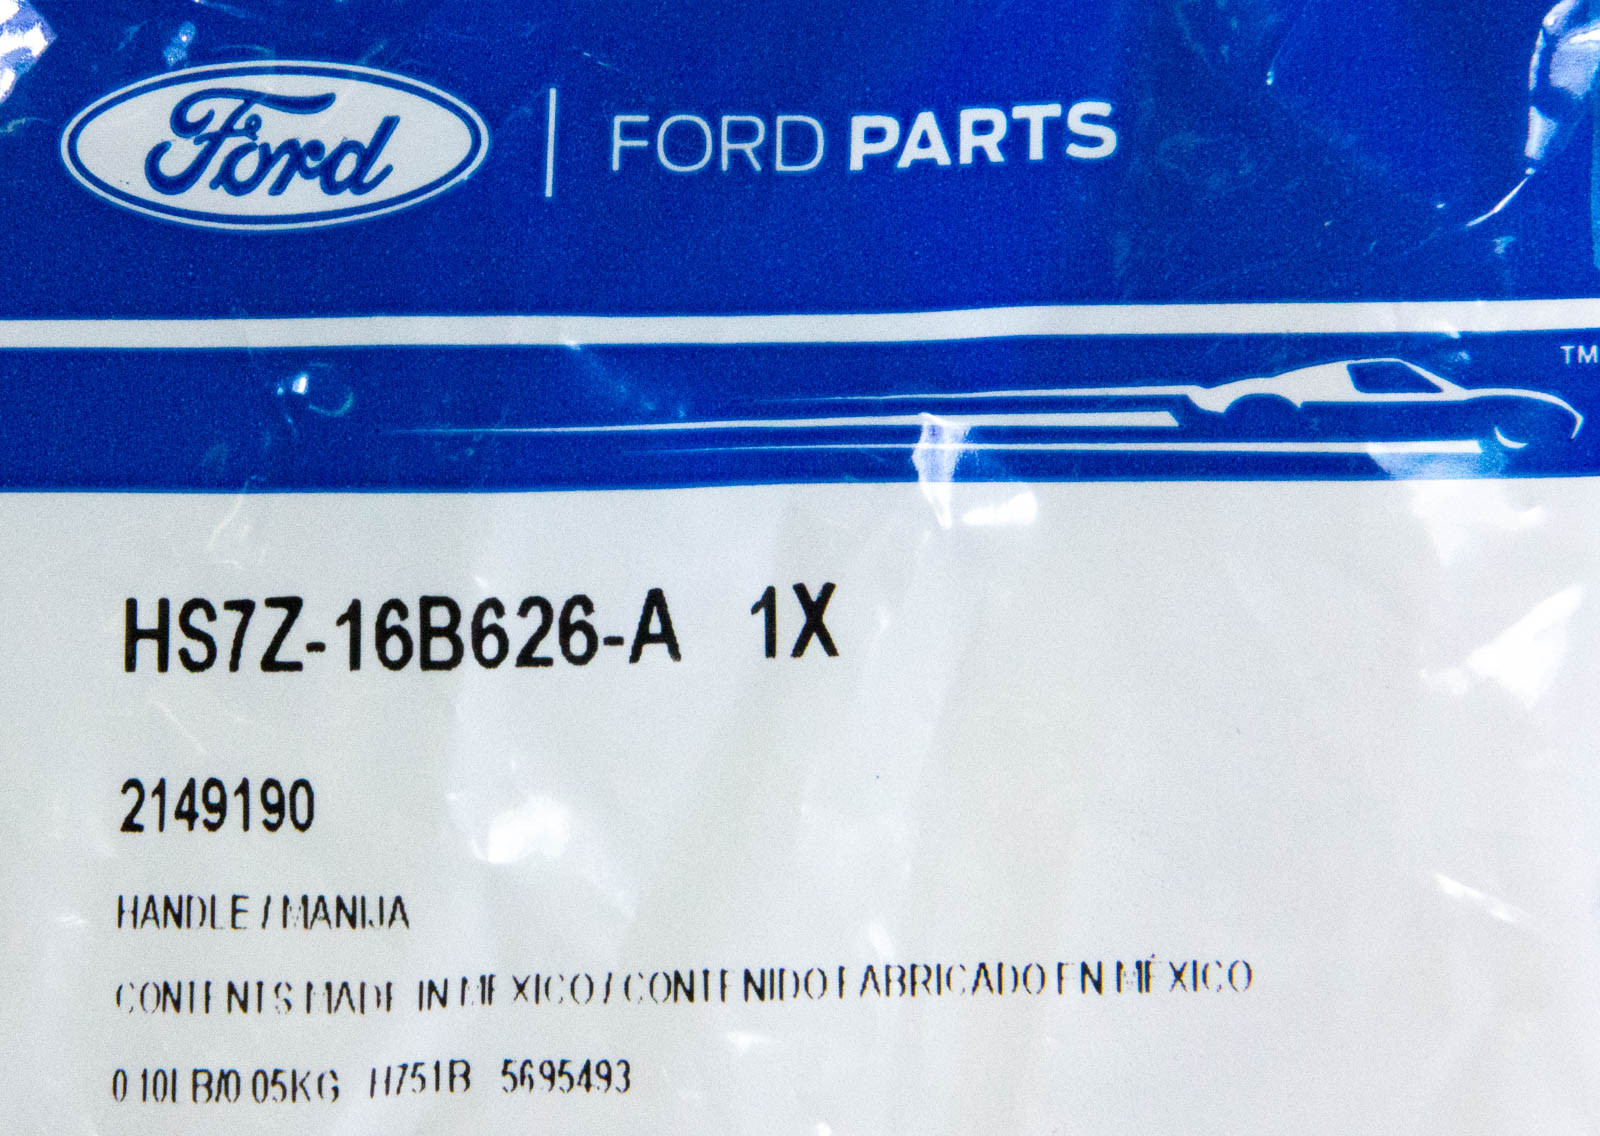 Ford | FORD PARTS
TM
HS7Z-16B626-A 1X
2149190
HANDLE / MANIJA
CONTENTS MADE IN MEXICO / CONTENIDO FABRICADO EN MÉXICO
0.10LB/0.05KG H751B 5695493